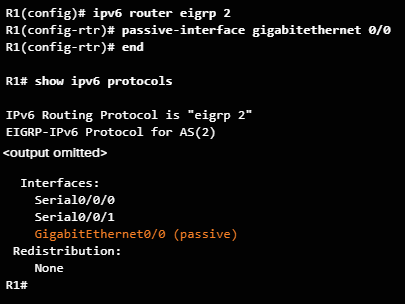 R1(config)# ipv6 router eigrp 2
R1(config-rtr)# passive-interface gigabitethernet 0/0
R1(config-rtr)# end
R1# show ipv6 protocols
IPv6 Routing Protocol is "eigrp 2"
EIGRP-IPv6 Protocol for AS(2)
<output omitted>
Interfaces:
Serial0/0/0
Serial0/0/1
GigabitEthernet0/0 (passive)
Redistribution:
None
R1#